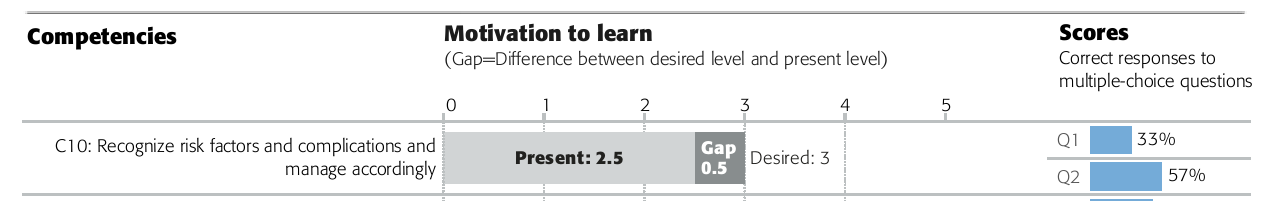 Competencies
Motivation to learn
(Gap=Difference between desired level and present level)
Scores
Correct responses to
multiple-choice questions
0 1 2 3 4 5
C10: Recognize risk factors and complications and
manage accordingly
Present: 2.5
Gap
0.5
Desired: 3
Q1 33%
Q2 57%